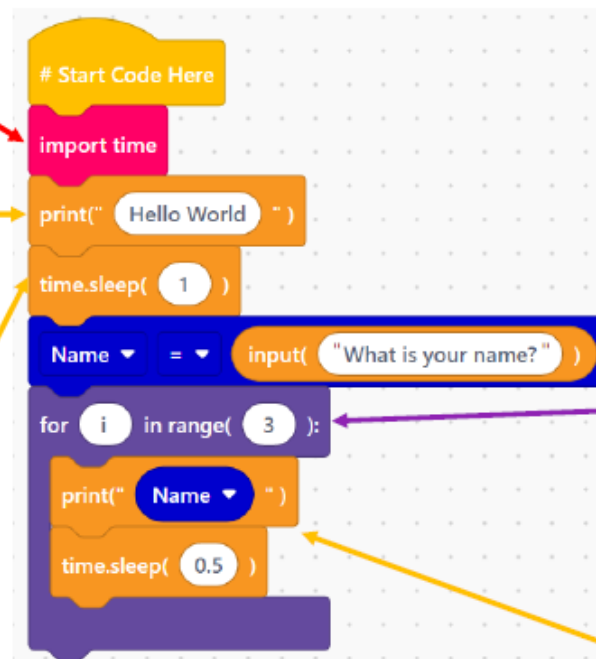 # Start Code Here
import time
print(" Hello World ")
time.sleep( 1 )
Name = input( "What is your name?" )
for i in range( 3 ):
print(" Name ")
time.sleep( 0.5 )